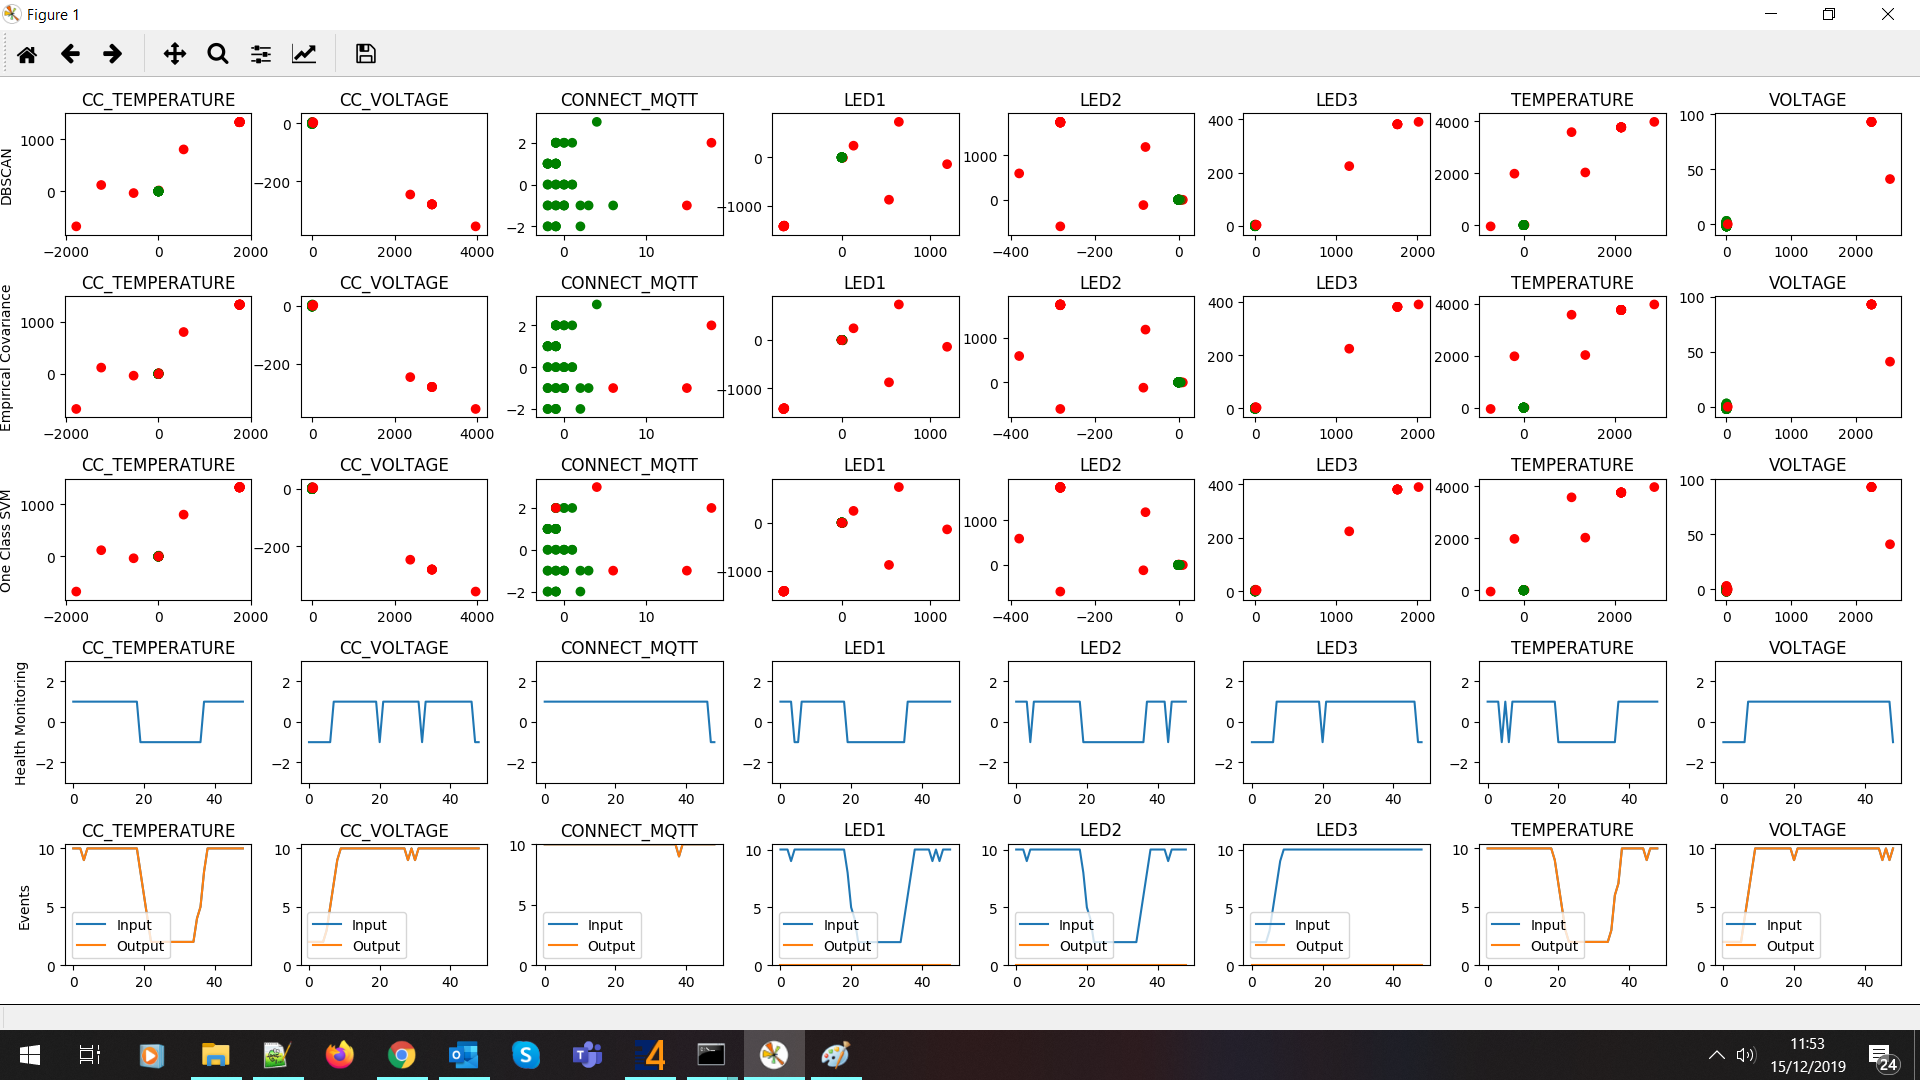 Figure 1
CC_TEMPERATURE CC_VOLTAGE CONNECT_MQTT LED1 LED2 LED3 TEMPERATURE VOLTAGE
DBSCAN
1000 0 −2000 0 2000
0 −200 0 2000 4000
2 0 −2 0 10
0 −1000 0 1000
1000 0 −400 −200 0
400 200 0 0 1000 2000
4000 2000 0 0 2000
100 50 0 0 1000 2000
CC_TEMPERATURE CC_VOLTAGE CONNECT_MQTT LED1 LED2 LED3 TEMPERATURE VOLTAGE
Empirical Covariance
1000 0 −2000 0 2000
0 −200 0 2000 4000
2 0 −2 0 10
0 −1000 0 1000
1000 0 −400 −200 0
400 200 0 0 1000 2000
4000 2000 0 0 2000
100 50 0 0 1000 2000
CC_TEMPERATURE CC_VOLTAGE CONNECT_MQTT LED1 LED2 LED3 TEMPERATURE VOLTAGE
One Class SVM
1000 0 −2000 0 2000
0 −200 0 2000 4000
2 0 −2 0 10
0 −1000 0 1000
1000 0 −400 −200 0
400 200 0 0 1000 2000
4000 2000 0 0 2000
100 50 0 0 1000 2000
CC_TEMPERATURE CC_VOLTAGE CONNECT_MQTT LED1 LED2 LED3 TEMPERATURE VOLTAGE
Health Monitoring
2 0 −2 0 20 40
2 0 −2 0 20 40
2 0 −2 0 20 40
2 0 −2 0 20 40
2 0 −2 0 20 40
2 0 −2 0 20 40
2 0 −2 0 20 40
2 0 −2 0 20 40
CC_TEMPERATURE CC_VOLTAGE CONNECT_MQTT LED1 LED2 LED3 TEMPERATURE VOLTAGE
Events
10 5 0 Input Output 0 20 40
10 5 0 Input Output 0 20 40
10 5 0 Input Output 0 20 40
10 5 0 Input Output 0 20 40
10 5 0 Input Output 0 20 40
10 5 0 Input Output 0 20 40
10 5 0 Input Output 0 20 40
10 5 0 Input Output 0 20 40
11:53
15/12/2019
24